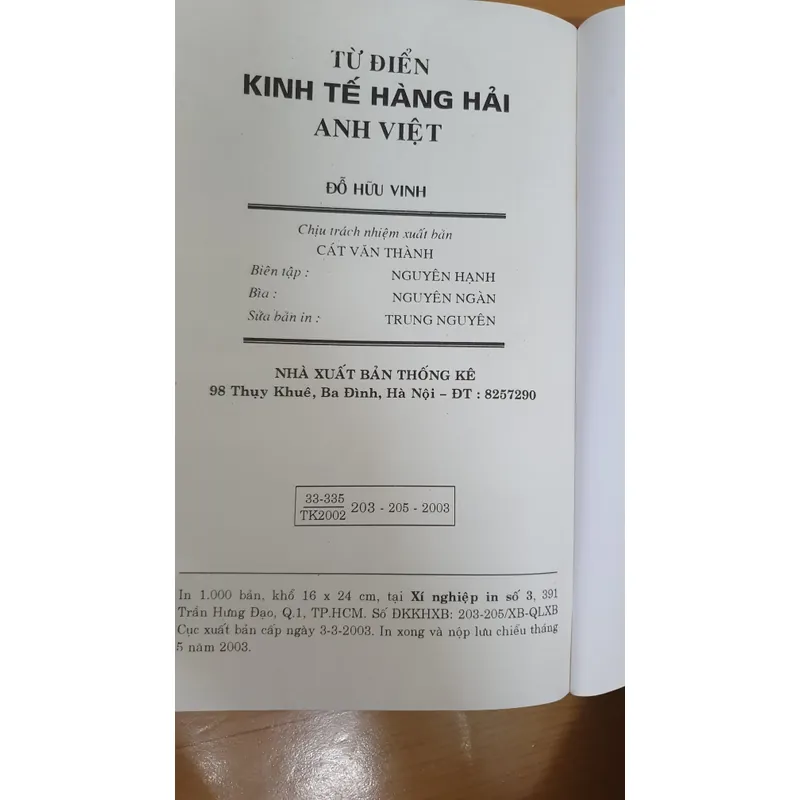 TỪ ĐIỂN
KINH TẾ HÀNG HẢI
ANH VIỆT
ĐỖ HỮU VINH
Chịu trách nhiệm xuất bản
CÁT VĂN THÀNH
Biên tập : NGUYÊN HẠNH
Bìa : NGUYÊN NGÀN
Sửa bản in : TRUNG NGUYÊN
NHÀ XUẤT BẢN THỐNG KÊ
98 Thụy Khuê, Ba Đình, Hà Nội – ĐT : 8257290
33-335
TK2002 203 - 205 - 2003
In 1.000 bản, khổ 16 x 24 cm, tại Xí nghiệp in số 3, 391
Trần Hưng Đạo, Q.1, TP.HCM. Số ĐKKHXB: 203-205/XB-QLXB
Cục xuất bản cấp ngày 3-3-2003. In xong và nộp lưu chiểu tháng
5 năm 2003.